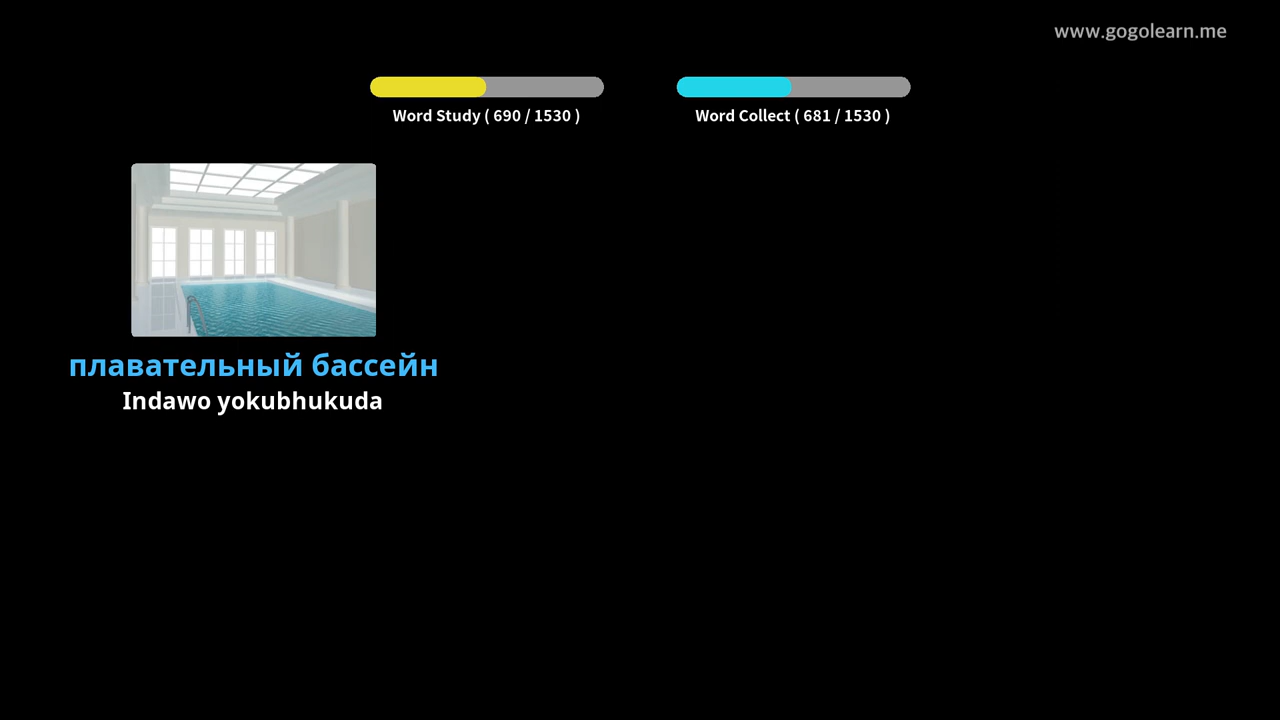 www.gogolearn.me
Word Study ( 690 / 1530 )
Word Collect ( 681 / 1530 )
плавательный бассейн
Indawo yokubhukuda